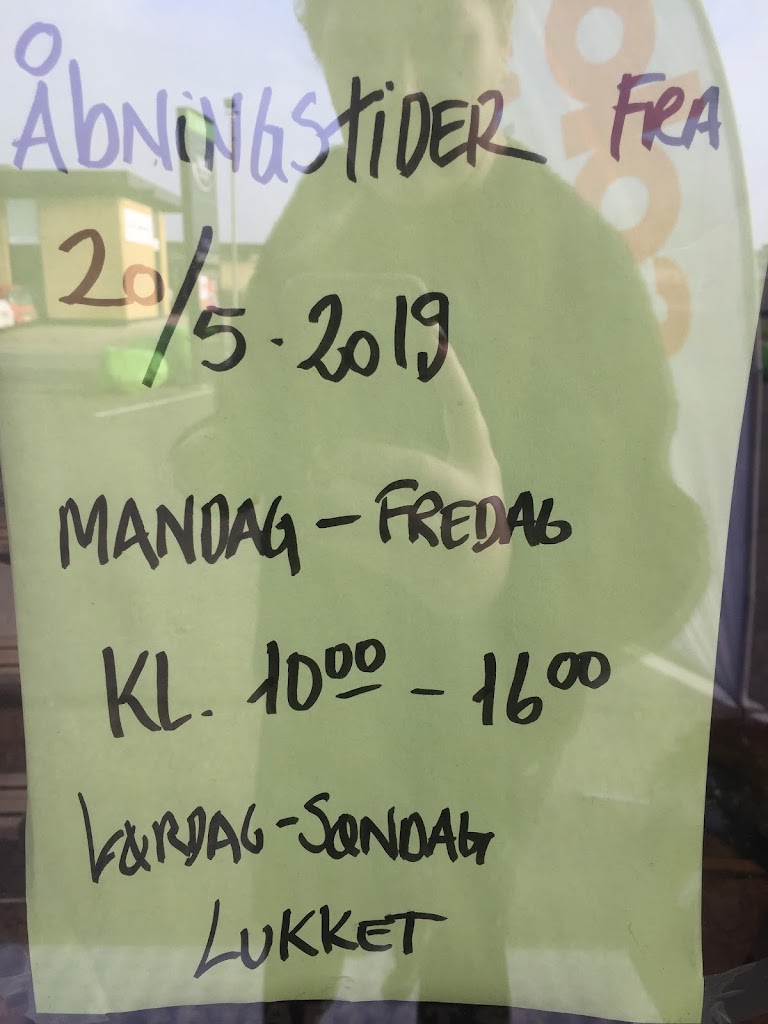 ÅBNINGSTIDER FRA
20/5 · 2019
MANDAG - FREDAG
KL. 10⁰⁰ - 16⁰⁰
LØRDAG - SØNDAG
LUKKET